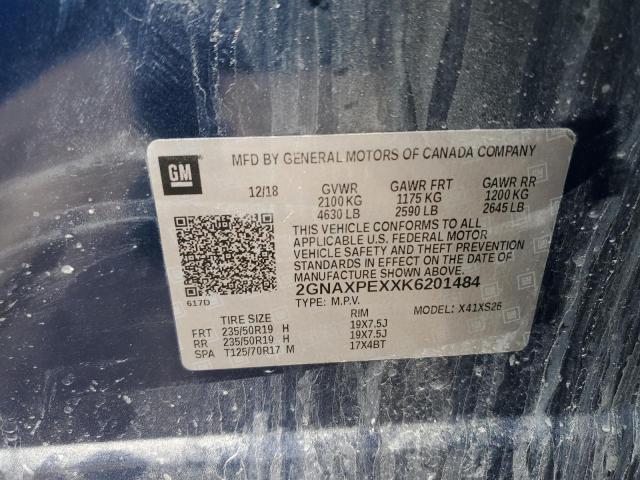 GM
MFD BY GENERAL MOTORS OF CANADA COMPANY
12/18 GVWR GAWR FRT GAWR RR
2100 KG 1175 KG 1200 KG
4630 LB 2590 LB 2645 LB
THIS VEHICLE CONFORMS TO ALL
APPLICABLE U.S. FEDERAL MOTOR
VEHICLE SAFETY AND THEFT PREVENTION
STANDARDS IN EFFECT ON THE DATE OF
MANUFACTURE SHOWN ABOVE.
617D
2GNAXPEXXK6201484
TYPE: M.P.V. MODEL: X41XS26
TIRE SIZE RIM
FRT 235/50R19 H 19X7.5J
RR 235/50R19 H 19X7.5J
SPA T125/70R17 M 17X4BT